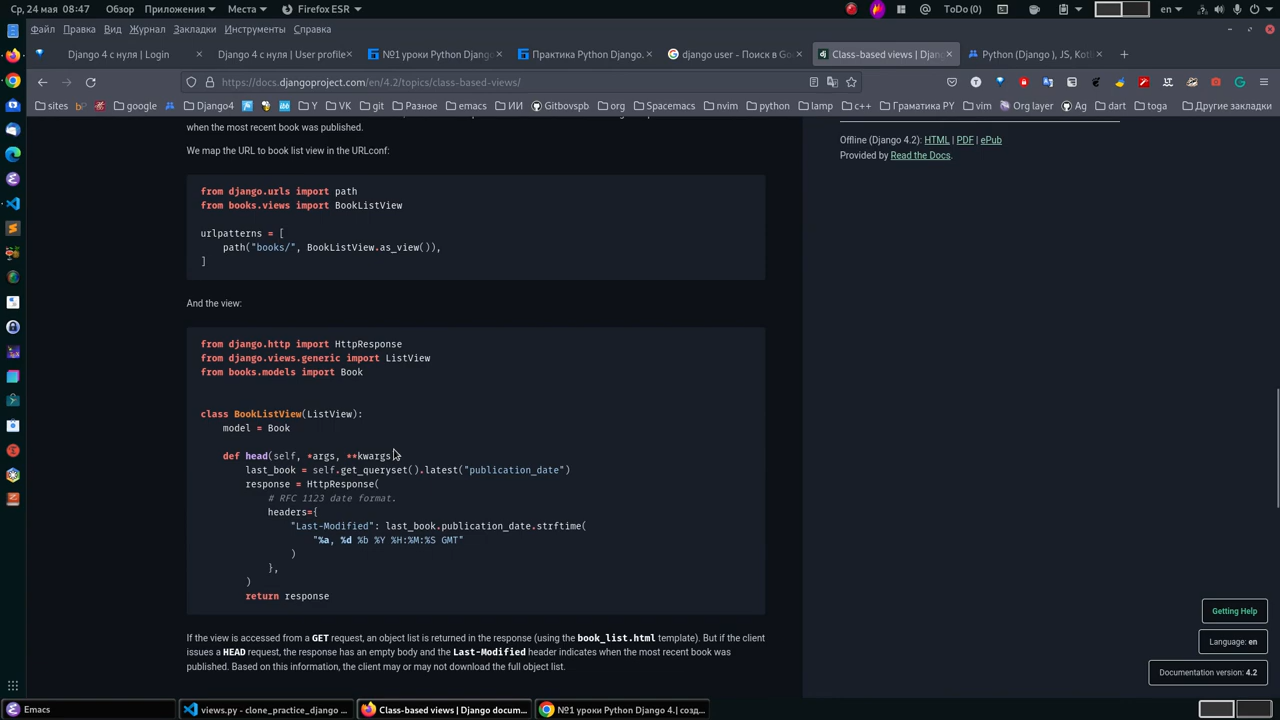 Ср, 24 мая 08:47
Обзор
Приложения
Места
Firefox ESR
ToDo (0)
en
Файл
Правка
Вид
Журнал
Закладки
Инструменты
Справка
Django 4 с нуля | Login
Django 4 с нуля | User profile
№1 уроки Python Django
Практика Python Django.
django user - Поиск в Go
Class-based views | Djan
Python (Django ), JS, Kotl
https://docs.djangoproject.com/en/4.2/topics/class-based-views/
sites
google
Django4
Y
VK
git
Разное
emacs
ИИ
Gitbovspb
org
Spacemacs
nvim
python
lamp
c++
Граматика PY
vim
Org layer
Ag
dart
toga
Другие закладки
when the most recent book was published.
We map the URL to book list view in the URLconf:
from django.urls import path
from books.views import BookListView
urlpatterns = [
path("books/", BookListView.as_view()),
]
And the view:
from django.http import HttpResponse
from django.views.generic import ListView
from books.models import Book
class BookListView(ListView):
model = Book
def head(self, *args, **kwargs
last_book = self.get_queryset().latest("publication_date")
response = HttpResponse(
# RFC 1123 date format.
headers={
"Last-Modified": last_book.publication_date.strftime(
"%a, %d %b %Y %H:%M:%S GMT"
)
},
)
return response
If the view is accessed from a GET request, an object list is returned in the response (using the book_list.html template). But if the client
issues a HEAD request, the response has an empty body and the Last-Modified header indicates when the most recent book was
published. Based on this information, the client may or may not download the full object list.
Offline (Django 4.2): HTML | PDF | ePub
Provided by Read the Docs.
Getting Help
Language: en
Documentation version: 4.2
Emacs
views.py - clone_practice_django ...
Class-based views | Django docum...
№1 уроки Python Django 4.| созд...